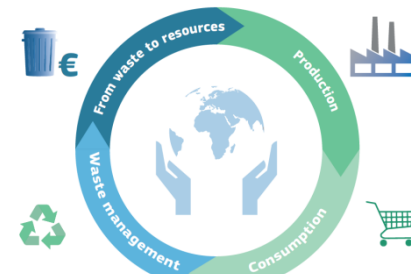 From waste to resources
Production
€
Waste management
Consumption